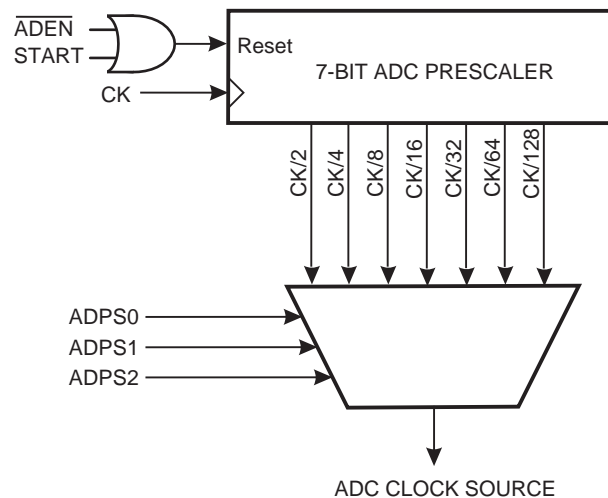 ADEN
START
Reset
7-BIT ADC PRESCALER
CK
CK/2
CK/4
CK/8
CK/16
CK/32
CK/64
CK/128
ADPS0
ADPS1
ADPS2
ADC CLOCK SOURCE